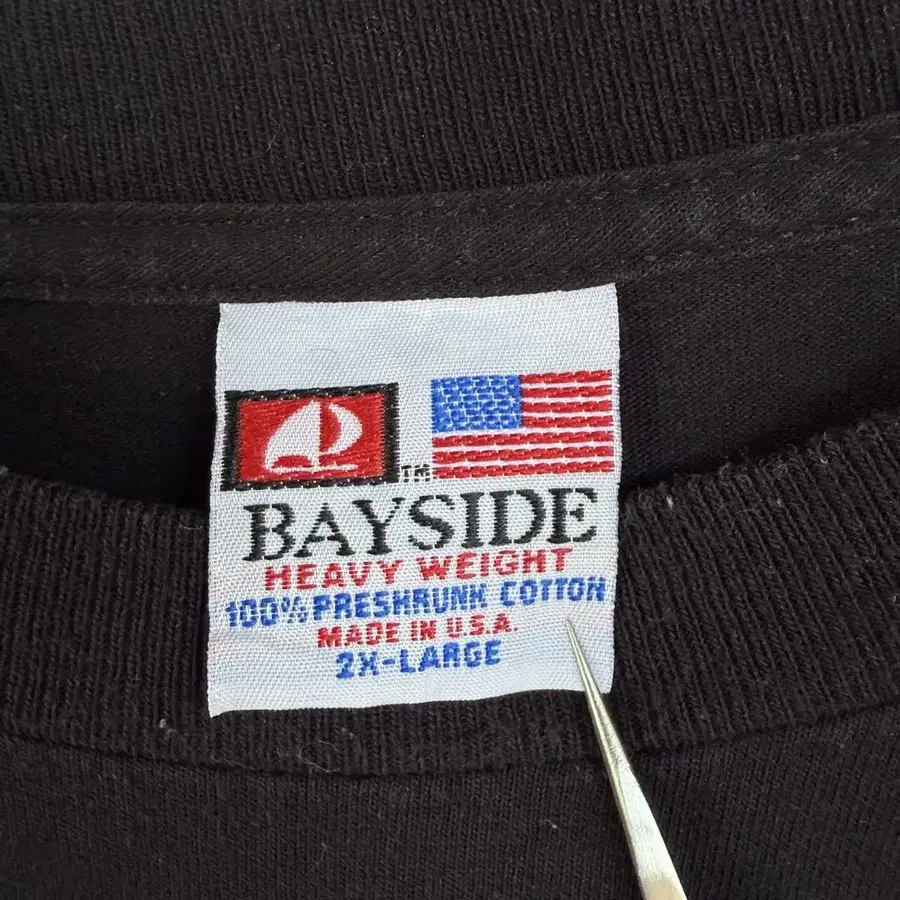 TM
BAYSIDE
HEAVY WEIGHT
100% PRESHRUNK COTTON
MADE IN U.S.A.
2X-LARGE